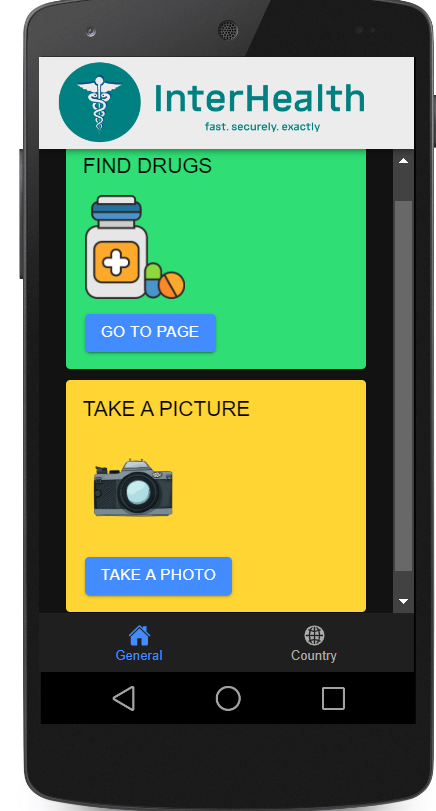 InterHealth
fast. securely. exactly
FIND DRUGS
GO TO PAGE
TAKE A PICTURE
TAKE A PHOTO
General
Country